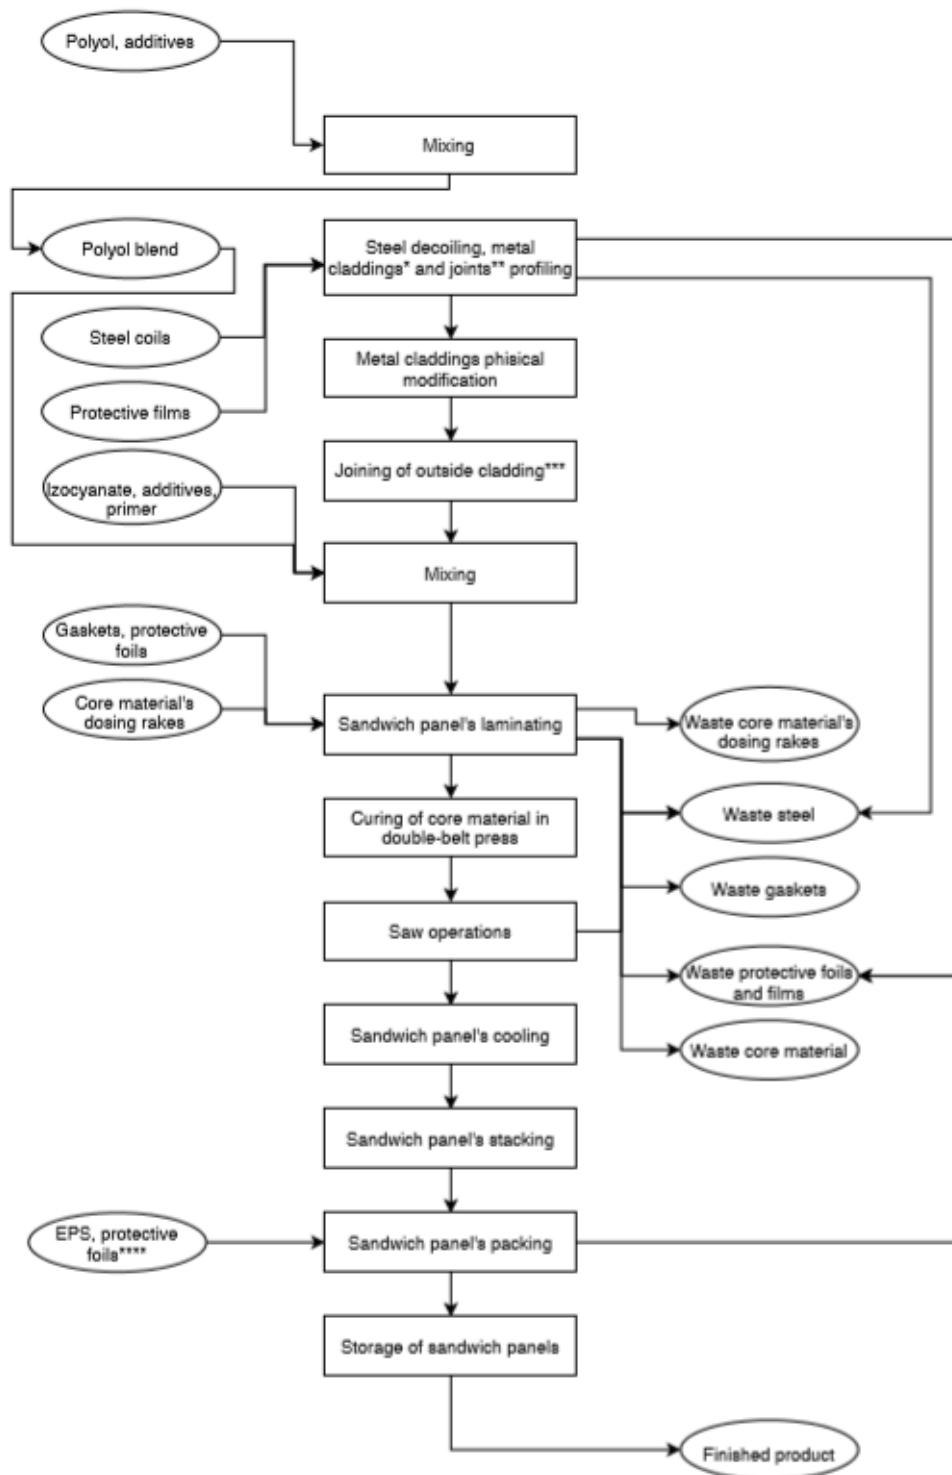 Polyol, additives
Mixing
Polyol blend
Steel decoiling, metal
claddings* and joints** profiling
Steel coils
Metal claddings phisical
modification
Protective films
Joining of outside cladding***
Izocyanate, additives,
primer
Mixing
Gaskets, protective
foils
Core material's
dosing rakes
Sandwich panel's laminating
Waste core material's
dosing rakes
Curing of core material in
double-belt press
Waste steel
Waste gaskets
Saw operations
Waste protective foils
and films
Sandwich panel's cooling
Waste core material
Sandwich panel's stacking
EPS, protective
foils****
Sandwich panel's packing
Storage of sandwich panels
Finished product